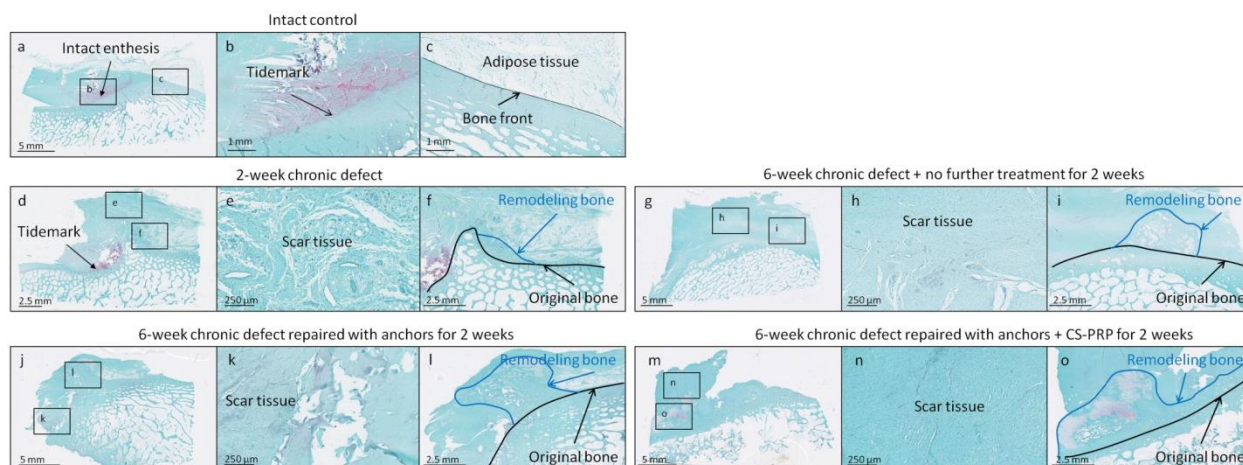 Intact control
a
Intact enthesis
b
c
5 mm
b
Tidemark
1 mm
c
Adipose tissue
Bone front
1 mm
2-week chronic defect
d
e
f
Tidemark
2.5 mm
e
Scar tissue
250 µm
f
Remodeling bone
Original bone
2.5 mm
6-week chronic defect + no further treatment for 2 weeks
g
h
i
5 mm
h
Scar tissue
250 µm
i
Remodeling bone
Original bone
2.5 mm
6-week chronic defect repaired with anchors for 2 weeks
j
l
k
5 mm
k
Scar tissue
250 µm
l
Remodeling bone
Original bone
2.5 mm
6-week chronic defect repaired with anchors + CS-PRP for 2 weeks
m
n
o
5 mm
n
Scar tissue
250 µm
o
Remodeling bone
Original bone
2.5 mm